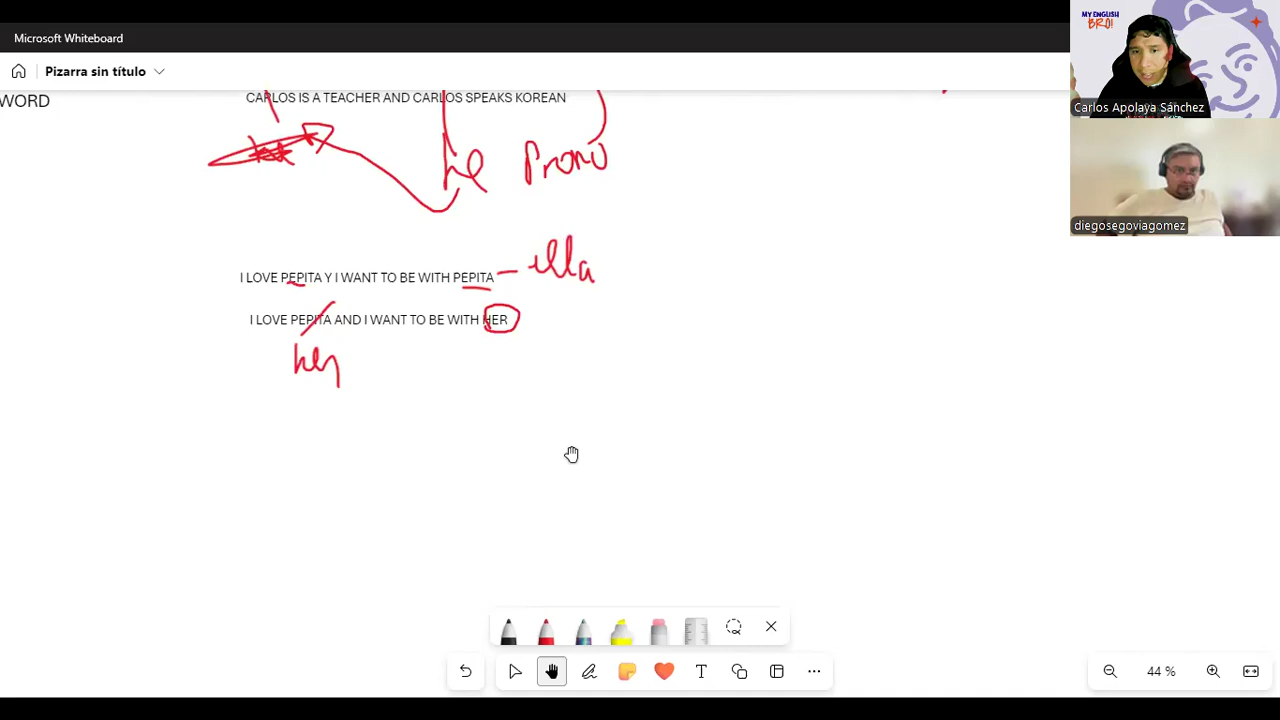 MY ENGLISH
BRO!
Microsoft Whiteboard
Pizarra sin título
WORD
CARLOS IS A TEACHER AND CARLOS SPEAKS KOREAN
Carlos Apolaya Sánchez
he Prono
diegosegoviagomez
I LOVE PEPITA Y I WANT TO BE WITH PEPITA – ella
I LOVE PEPITA AND I WANT TO BE WITH HER
her
44 %